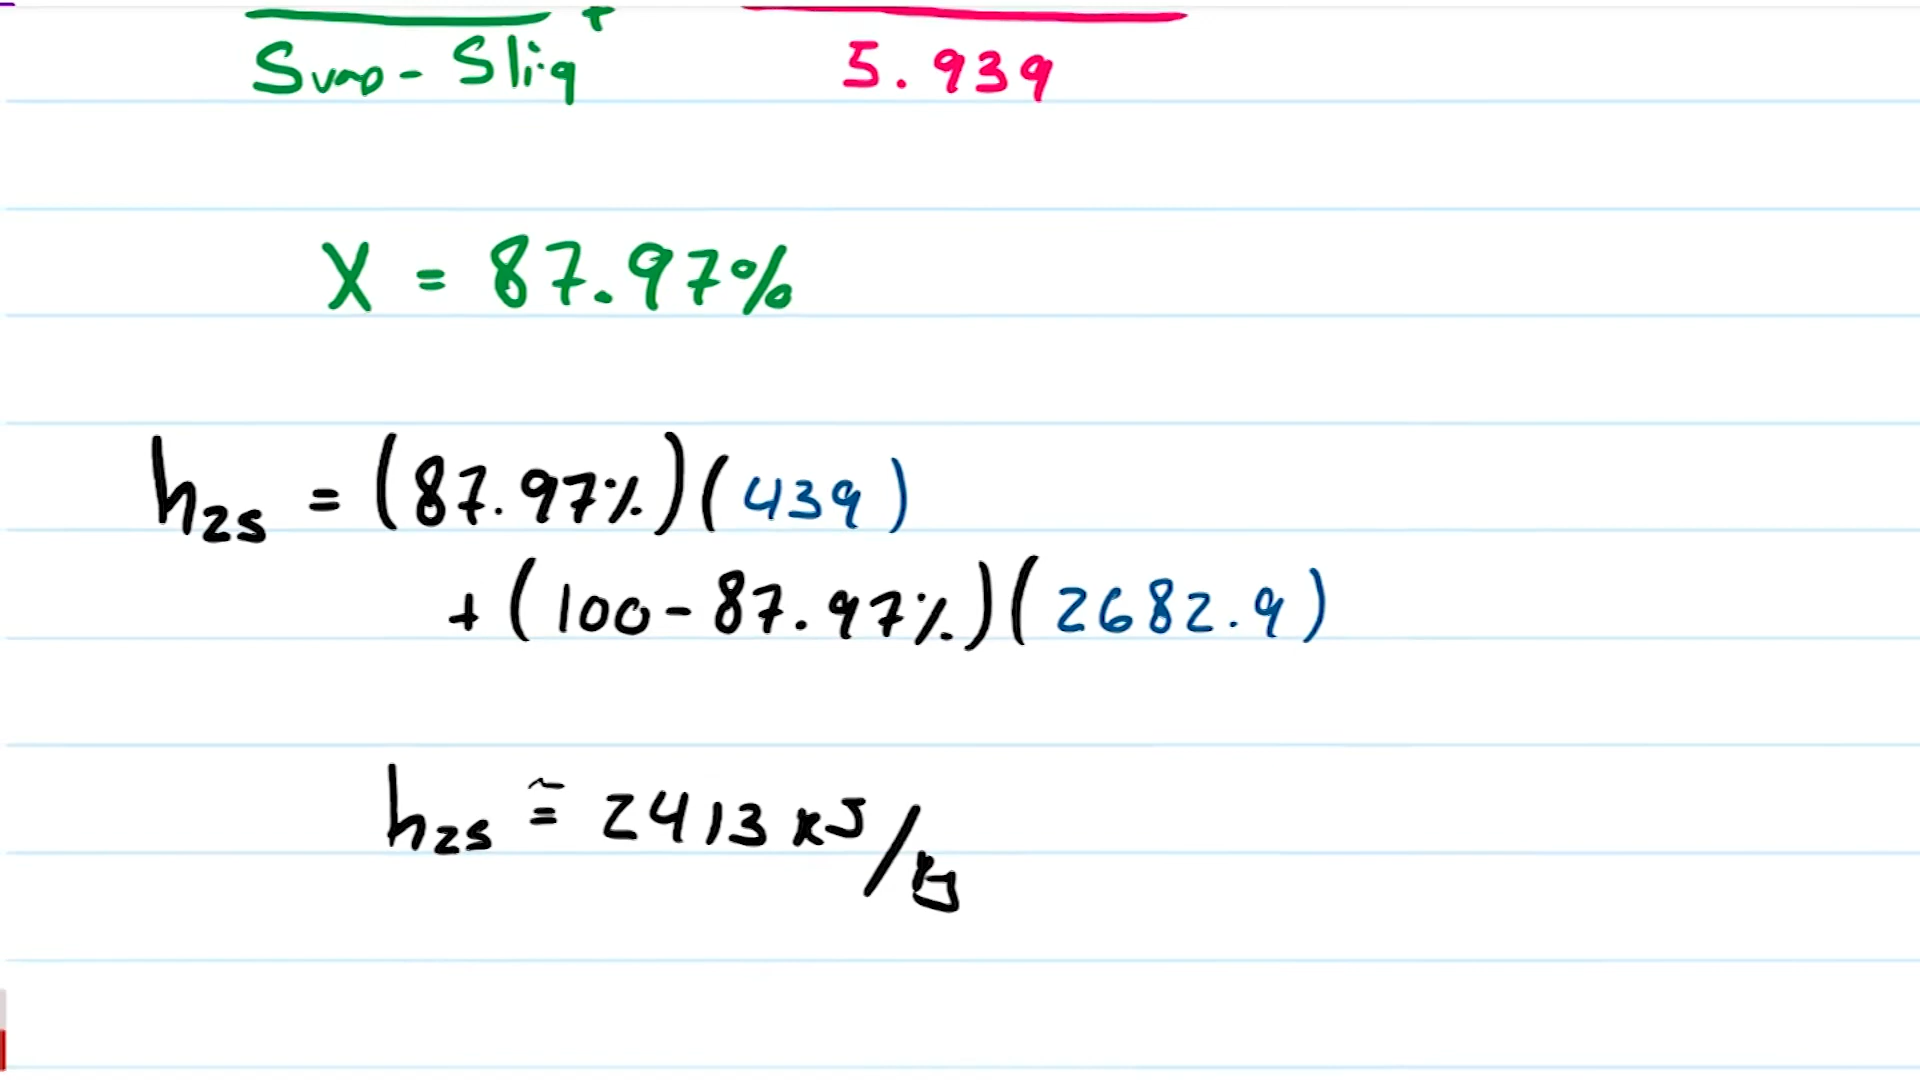 Svap - Sliq 5.939
X = 87.97%
h2s = (87.97%)(439)
+ (100 - 87.97%)(2682.9)
h2s ≅ 2413 kJ/kg